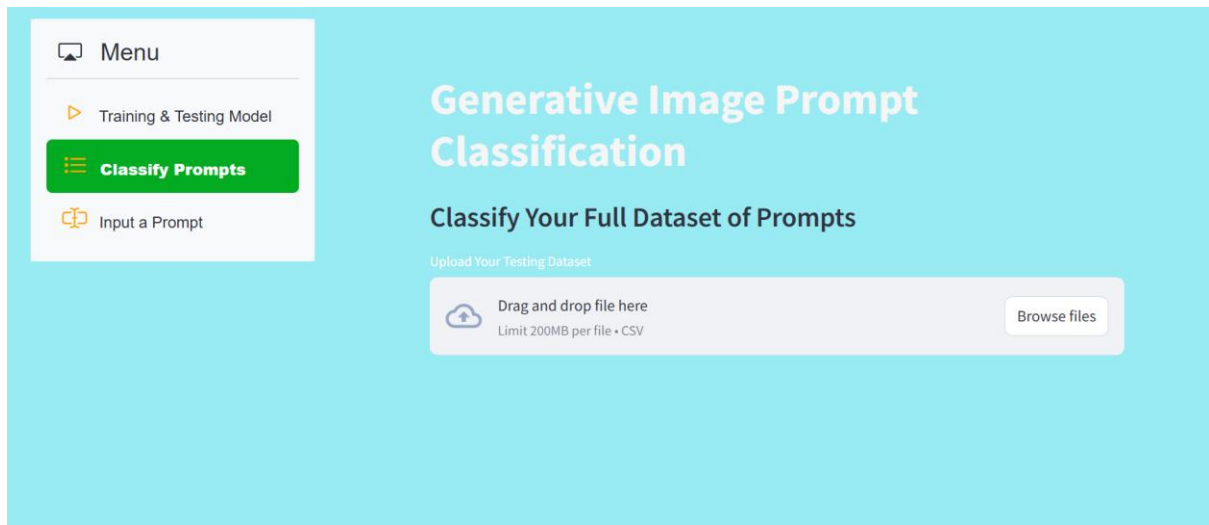 Menu
Training & Testing Model
Classify Prompts
Input a Prompt
Generative Image Prompt
Classification
Classify Your Full Dataset of Prompts
Upload Your Testing Dataset
Drag and drop file here
Limit 200MB per file • CSV
Browse files